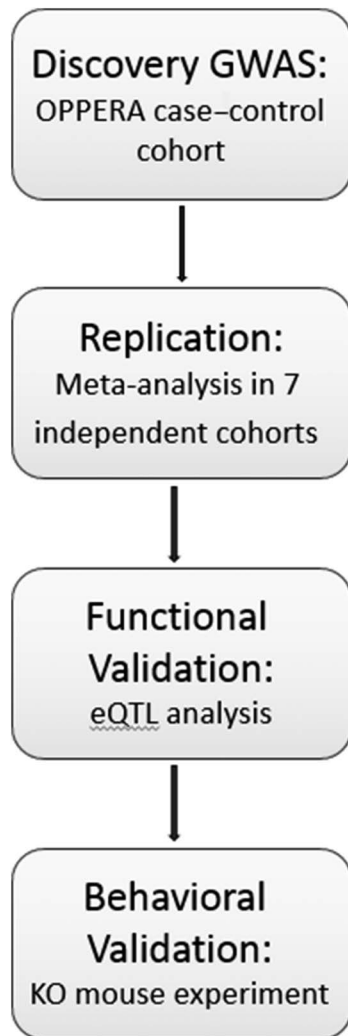 Discovery GWAS:
OPPERA case–control
cohort
Replication:
Meta-analysis in 7
independent cohorts
Functional
Validation:
eQTL analysis
Behavioral
Validation:
KO mouse experiment